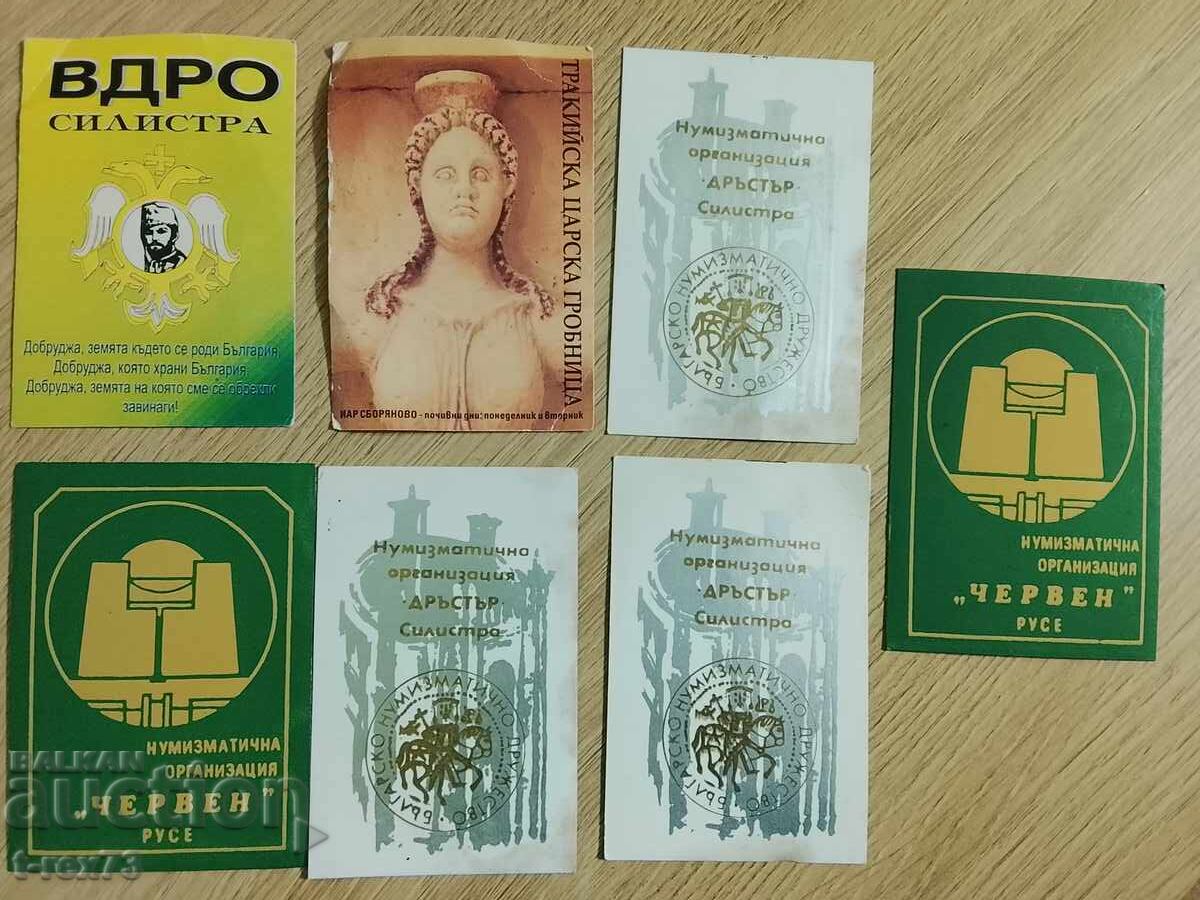 ВДРО
СИЛИСТРА
Добруджа, земята където се роди България,
Добруджа, която храни България,
Добруджа, земята на която сме се обрекли
завинаги!
ТРАКИЙСКА ЦАРСКА ГРОБНИЦА
ИАР СБОРЯНОВО - почивни дни: понеделник и вторник
Нумизматична
организация
·ДРЪСТЪР·
Силистра
БЪЛГАРСКО НУМИЗМАТИЧНО ДРУЖЕСТВО
НУМИЗМАТИЧНА
ОРГАНИЗАЦИЯ
„ЧЕРВЕН"
РУСЕ
НУМИЗМАТИЧНА
ОРГАНИЗАЦИЯ
„ЧЕРВЕН"
РУСЕ
Нумизматична
организация
·ДРЪСТЪР·
Силистра
БЪЛГАРСКО НУМИЗМАТИЧНО ДРУЖЕСТВО
Нумизматична
организация
·ДРЪСТЪР·
Силистра
БЪЛГАРСКО НУМИЗМАТИЧНО ДРУЖЕСТВО
BALKAN
auction
t-rex73